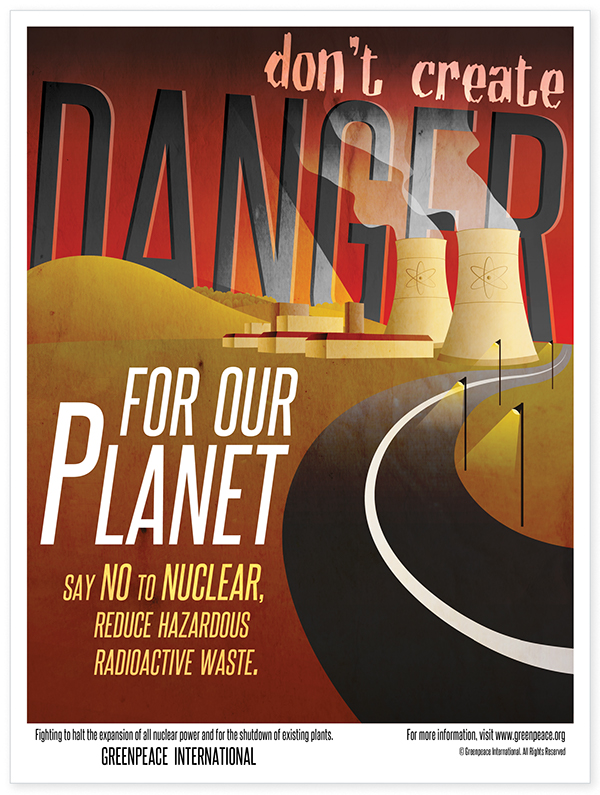 don't create
DANGER
FOR OUR
PLANET
SAY NO TO NUCLEAR,
REDUCE HAZARDOUS
RADIOACTIVE WASTE.
Fighting to halt the expansion of all nuclear power and for the shutdown of existing plants.
GREENPEACE INTERNATIONAL
For more information, visit www.greenpeace.org
© Greenpeace International. All Rights Reserved